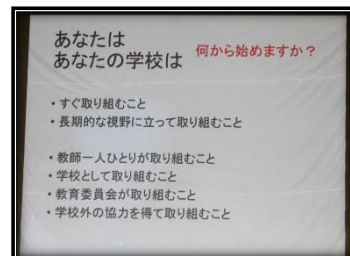 あなたは
あなたの学校は
何から始めますか？
・すぐ取り組むこと
・長期的な視野に立って取り組むこと
・教師一人ひとりが取り組むこと
・学校として取り組むこと
・教育委員会が取り組むこと
・学校外の協力を得て取り組むこと